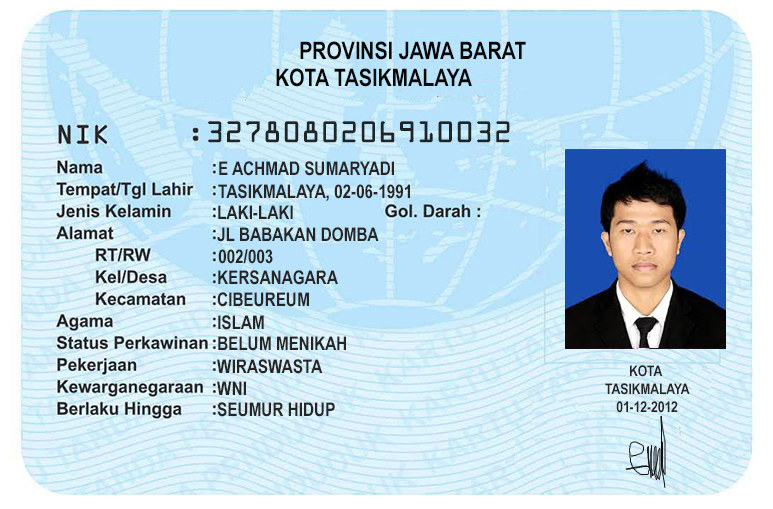 PROVINSI JAWA BARAT
KOTA TASIKMALAYA
NIK :3278080206910032
Nama :E ACHMAD SUMARYADI
Tempat/Tgl Lahir :TASIKMALAYA, 02-06-1991
Jenis Kelamin :LAKI-LAKI Gol. Darah :
Alamat :JL BABAKAN DOMBA
RT/RW :002/003
Kel/Desa :KERSANAGARA
Kecamatan :CIBEUREUM
Agama :ISLAM
Status Perkawinan :BELUM MENIKAH
Pekerjaan :WIRASWASTA
Kewarganegaraan :WNI
Berlaku Hingga :SEUMUR HIDUP
KOTA
TASIKMALAYA
01-12-2012